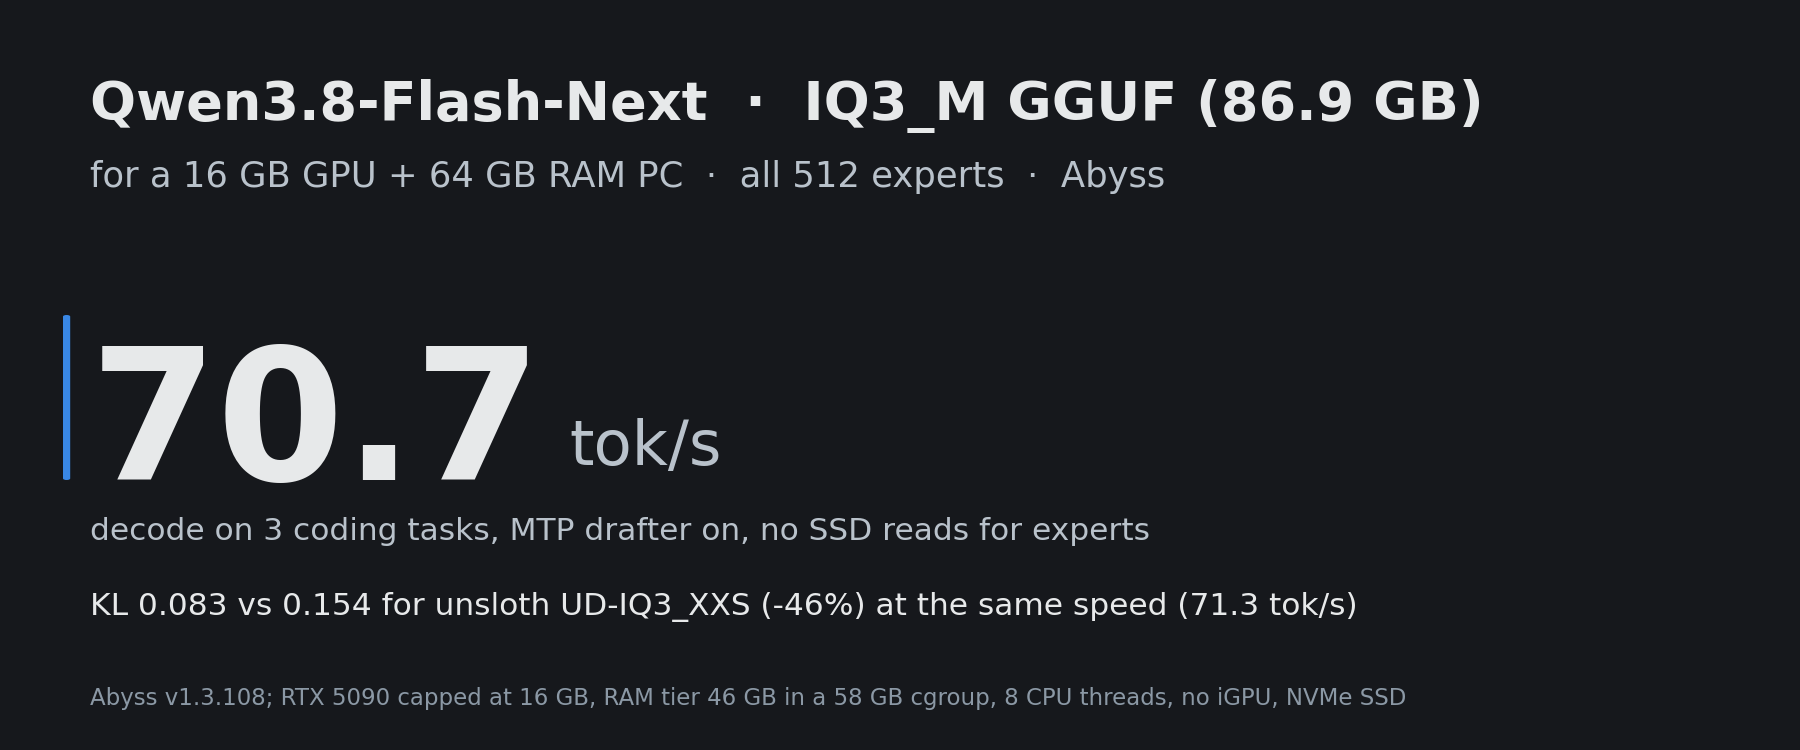 Qwen3.8-Flash-Next · IQ3_M GGUF (86.9 GB)
for a 16 GB GPU + 64 GB RAM PC · all 512 experts · Abyss
70.7 tok/s
decode on 3 coding tasks, MTP drafter on, no SSD reads for experts
KL 0.083 vs 0.154 for unsloth UD-IQ3_XXS (-46%) at the same speed (71.3 tok/s)
Abyss v1.3.108; RTX 5090 capped at 16 GB, RAM tier 46 GB in a 58 GB cgroup, 8 CPU threads, no iGPU, NVMe SSD